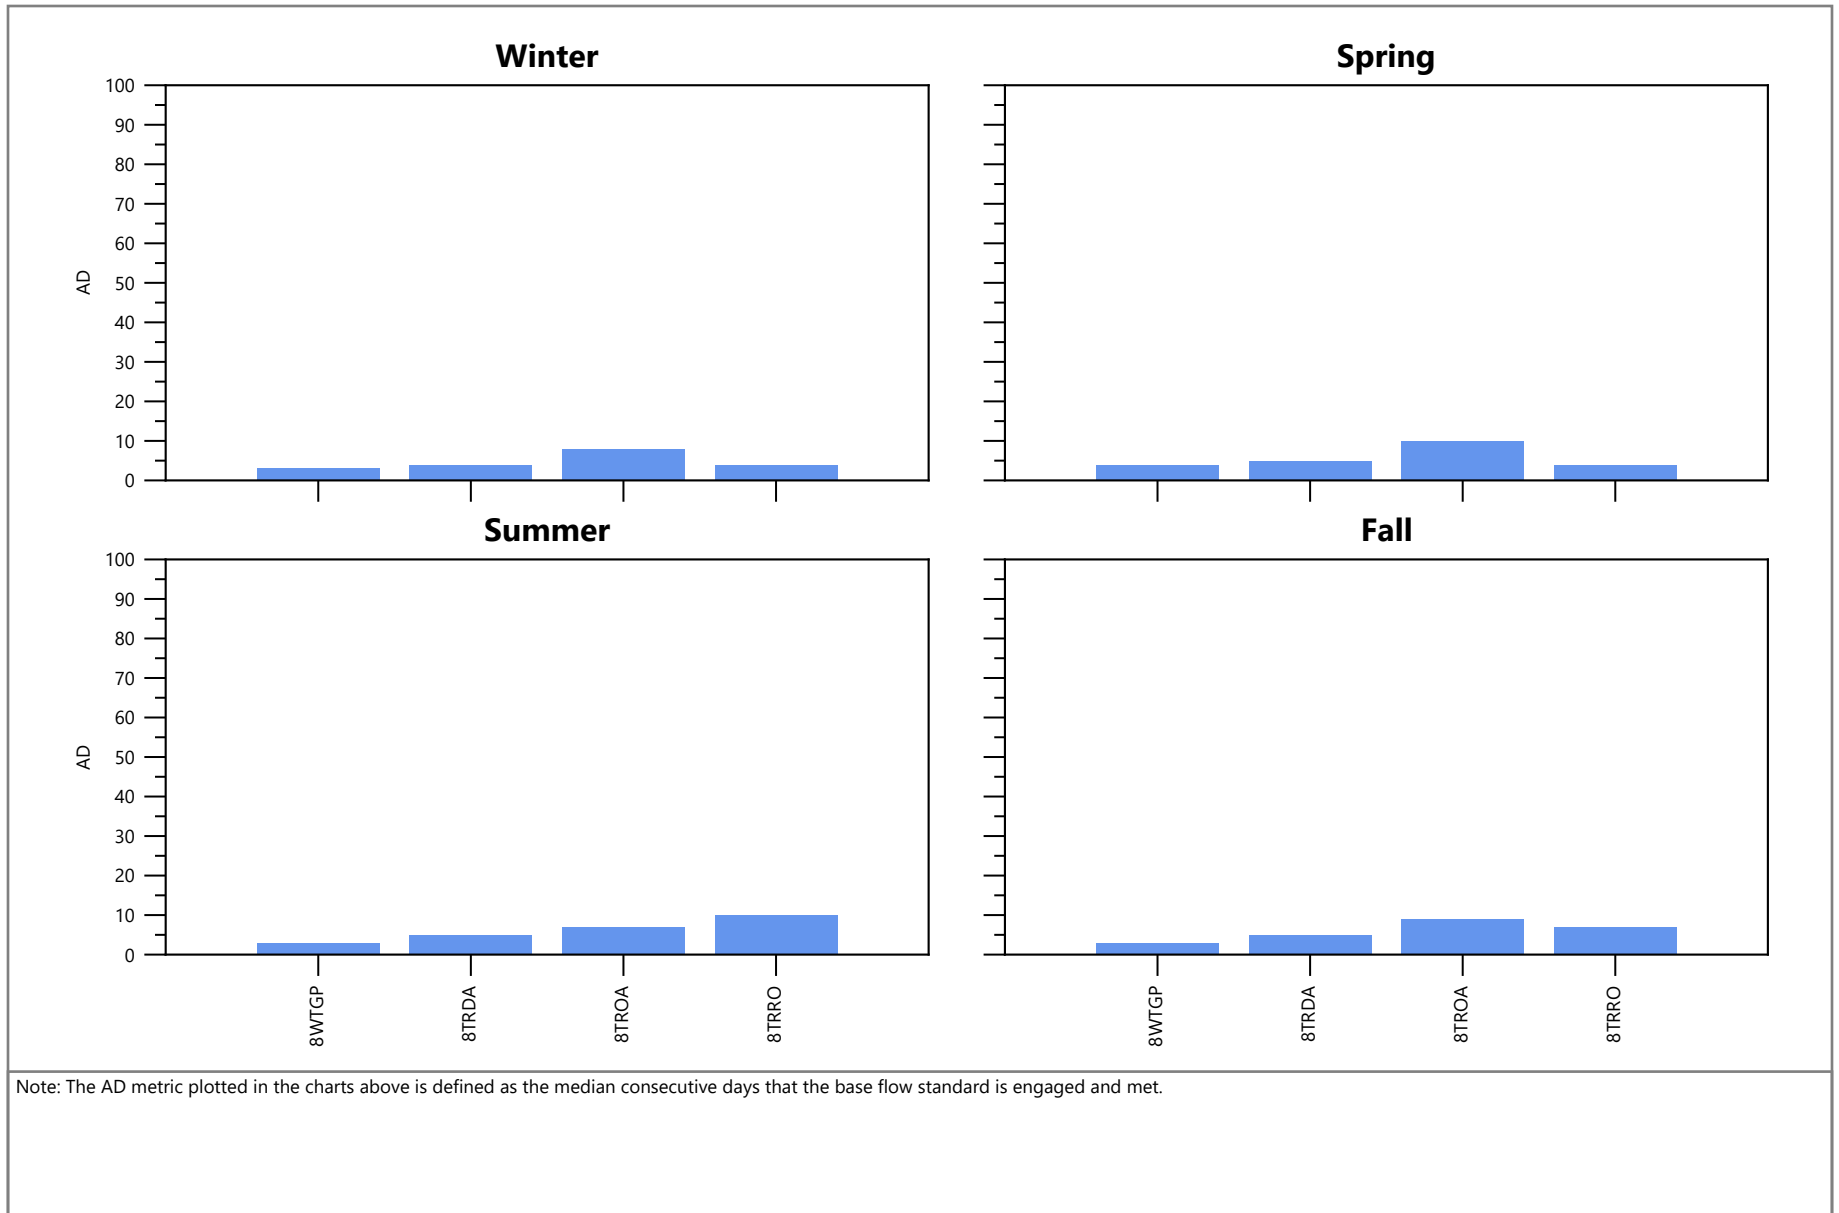 Winter
Spring
100
90
80
70
60
50
40
30
20
10
0
AD
Summer
Fall
100
90
80
70
60
50
40
30
20
10
0
AD
8WTGP
8TRDA
8TROA
8TRRO
8WTGP
8TRDA
8TROA
8TRRO
Note: The AD metric plotted in the charts above is defined as the median consecutive days that the base flow standard is engaged and met.